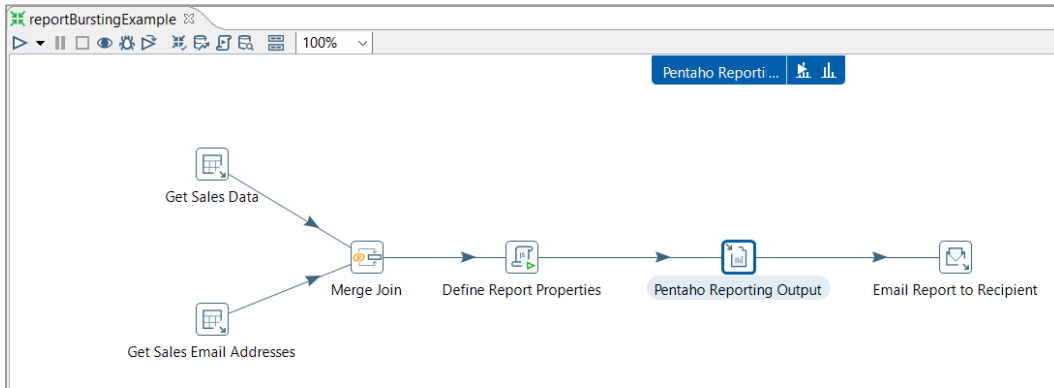 reportBurstingExample
100%
Pentaho Reporti...
Get Sales Data
Merge Join
Define Report Properties
Pentaho Reporting Output
Email Report to Recipient
Get Sales Email Addresses